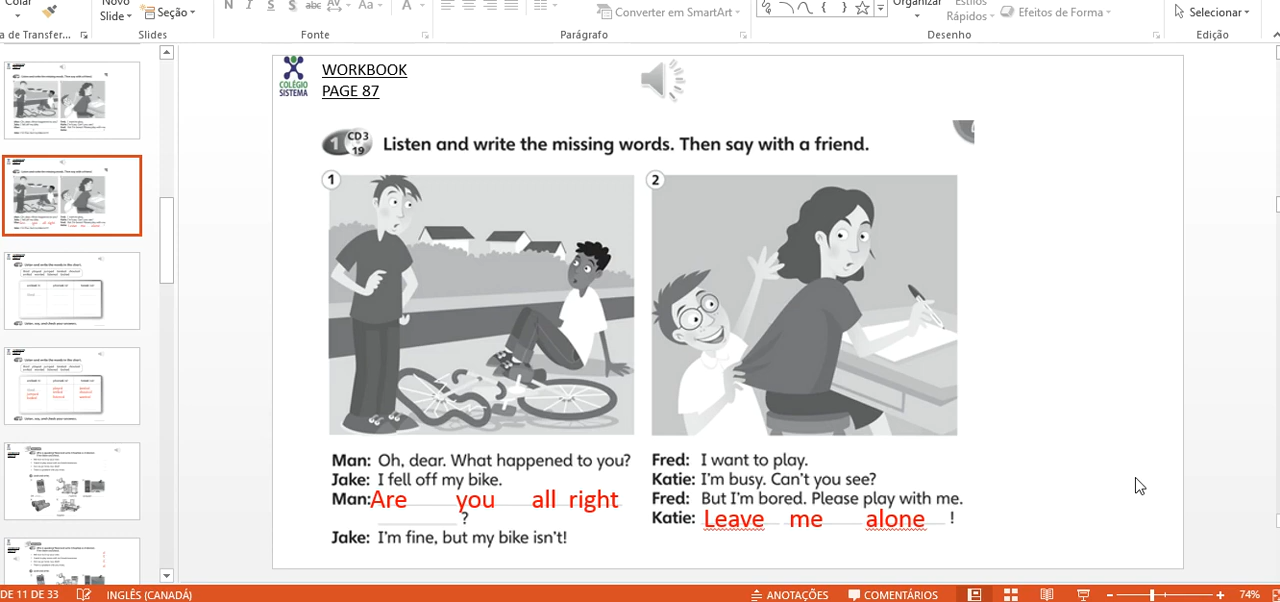 Colar
Novo
Slide
Seção
N I S S abc AV Aa A
Converter em SmartArt
Organizar
Estilos
Rápidos
Efeitos de Forma
Selecionar
a de Transfer...
Slides
Fonte
Parágrafo
Desenho
Edição
COLÉGIO
SISTEMA
WORKBOOK
PAGE 87
1 CD3
19
Listen and write the missing words. Then say with a friend.
1
2
Man: Oh, dear. What happened to you?
Jake: I fell off my bike.
Man: Are you all right
?
Jake: I'm fine, but my bike isn't!
Fred: I want to play.
Katie: I'm busy. Can't you see?
Fred: But I'm bored. Please play with me.
Katie: Leave me alone !
DE 11 DE 33
INGLÊS (CANADÁ)
ANOTAÇÕES
COMENTÁRIOS
74%